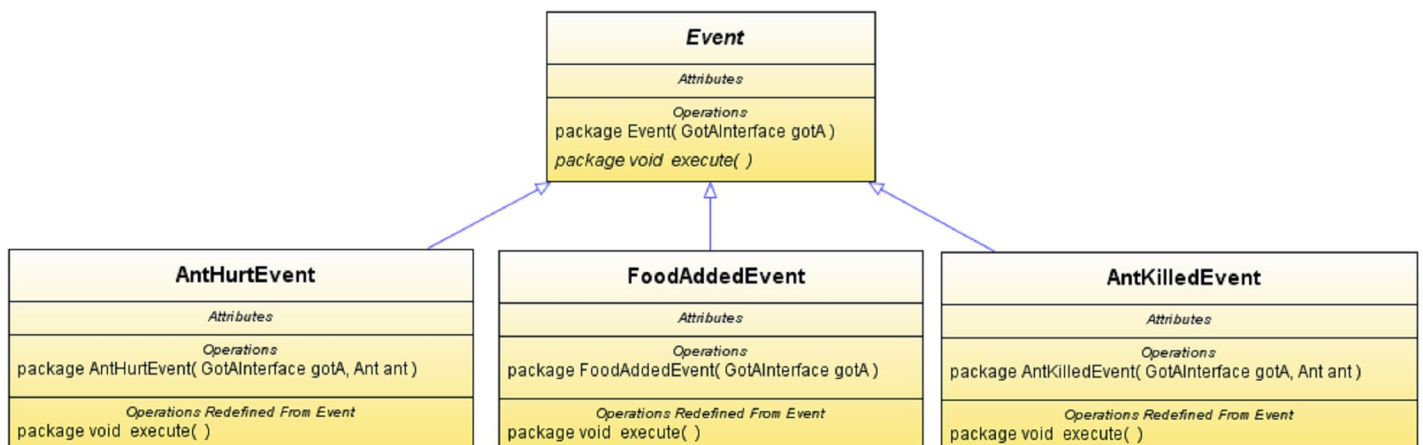 Event
Attributes
Operations
package Event( GotAInterface gotA )
package void execute( )
AntHurtEvent
Attributes
Operations
package AntHurtEvent( GotAInterface gotA, Ant ant )
Operations Redefined From Event
package void execute( )
FoodAddedEvent
Attributes
Operations
package FoodAddedEvent( GotAInterface gotA )
Operations Redefined From Event
package void execute( )
AntKilledEvent
Attributes
Operations
package AntKilledEvent( GotAInterface gotA, Ant ant )
Operations Redefined From Event
package void execute( )